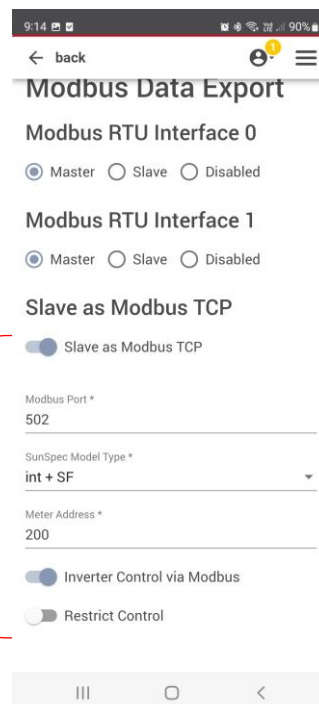 9:14
90%
back
1
Modbus Data Export
Modbus RTU Interface 0
Master Slave Disabled
Modbus RTU Interface 1
Master Slave Disabled
Slave as Modbus TCP
Slave as Modbus TCP
Modbus Port *
502
SunSpec Model Type *
int + SF
Meter Address *
200
Inverter Control via Modbus
Restrict Control